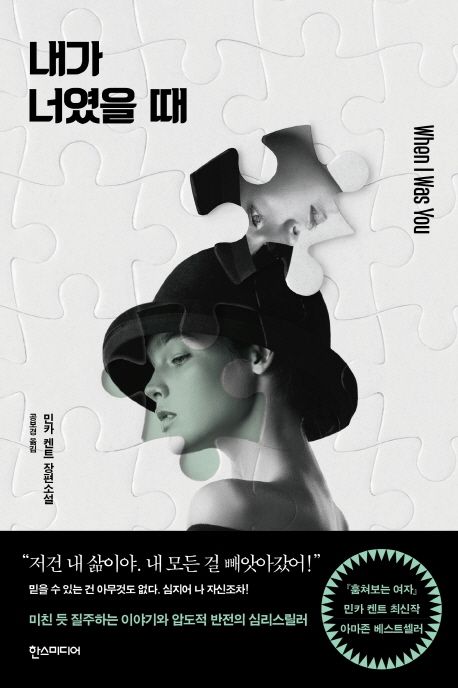 내가
너였을 때
When I Was You
민카 켄트 장편소설
공보경 옮김
“저건 내 삶이야. 내 모든 걸 빼앗아갔어!”
믿을 수 있는 건 아무것도 없다. 심지어 나 자신조차!
미친 듯 질주하는 이야기와 압도적 반전의 심리스릴러
『훔쳐보는 여자』
민카 켄트 최신작
아마존 베스트셀러
한스미디어